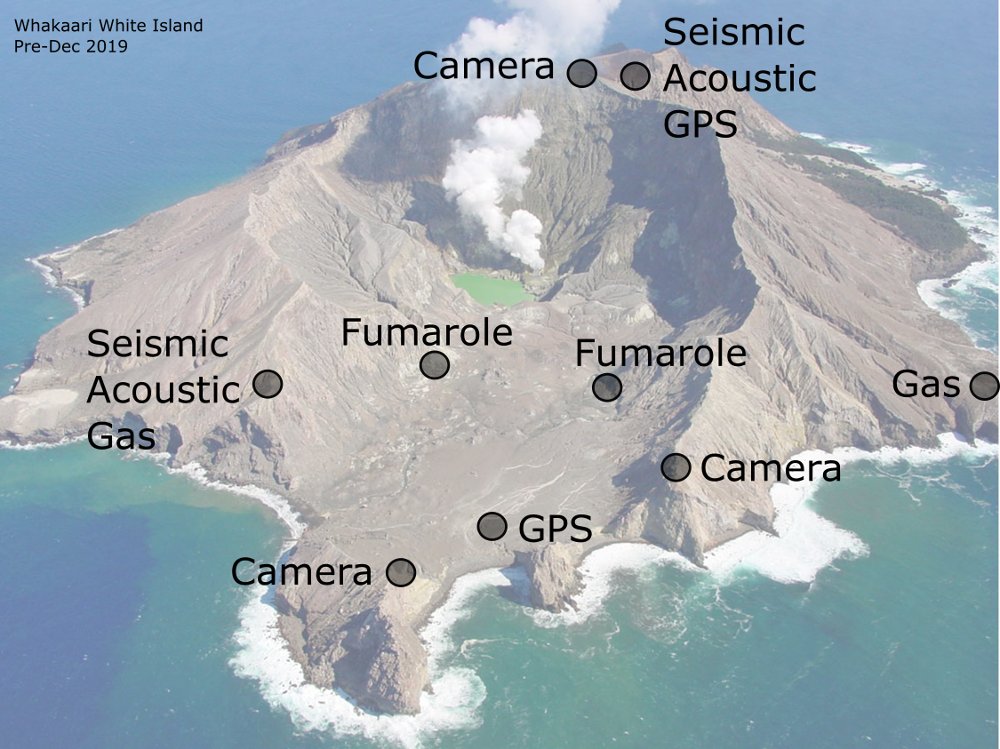 Whakaari White Island
Pre-Dec 2019
Camera
Seismic
Acoustic
GPS
Seismic
Acoustic
Gas
Fumarole
Fumarole
Gas
Camera
GPS
Camera